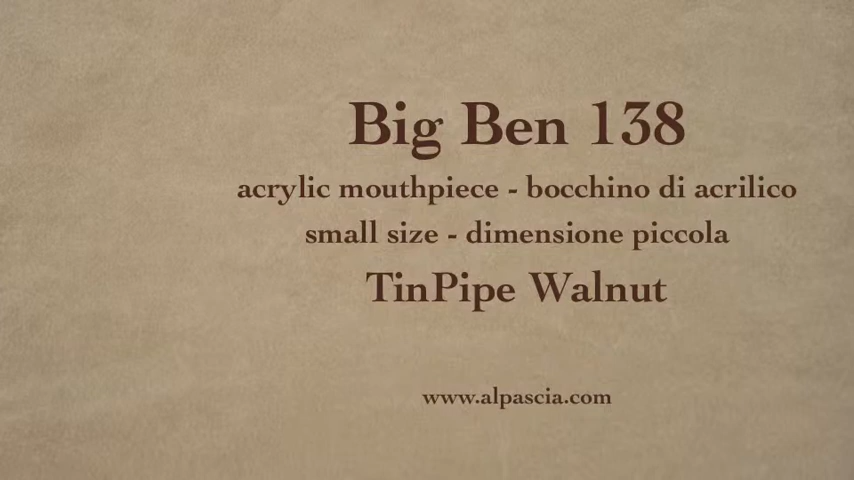 Big Ben 138
acrylic mouthpiece - bocchino di acrilico
small size - dimensione piccola
TinPipe Walnut
www.alpascia.com